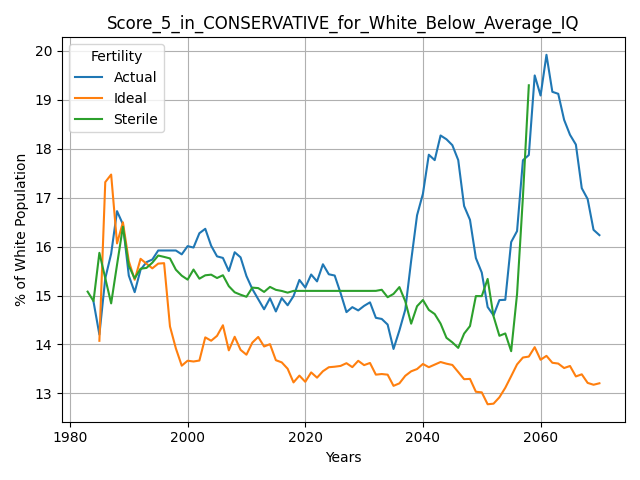 Score_5_in_CONSERVATIVE_for_White_Below_Average_IQ
Fertility
Actual
Ideal
Sterile
% of White Population
20
19
18
17
16
15
14
13
1980
2000
2020
2040
2060
Years